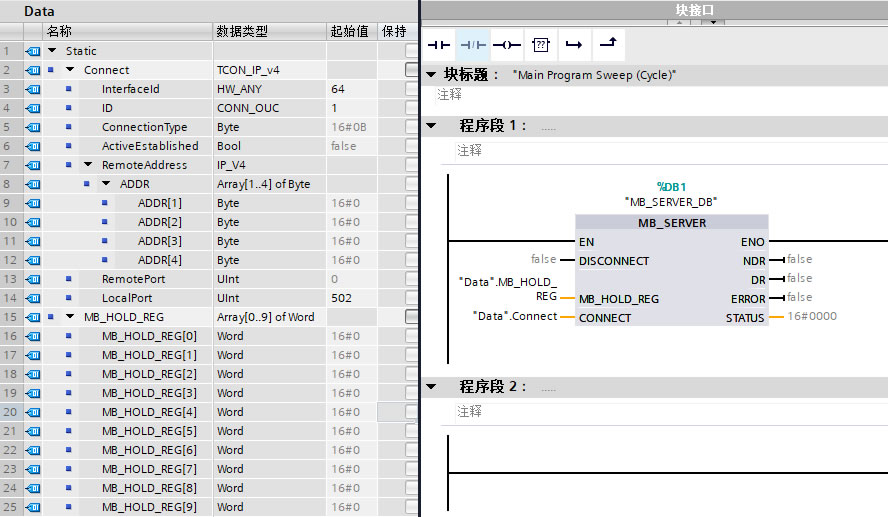 Data
名称 数据类型 起始值 保持
1 Static
2 Connect TCON_IP_v4
3 InterfaceId HW_ANY 64
4 ID CONN_OUC 1
5 ConnectionType Byte 16#0B
6 ActiveEstablished Bool false
7 RemoteAddress IP_V4
8 ADDR Array[1..4] of Byte
9 ADDR[1] Byte 16#0
10 ADDR[2] Byte 16#0
11 ADDR[3] Byte 16#0
12 ADDR[4] Byte 16#0
13 RemotePort UInt 0
14 LocalPort UInt 502
15 MB_HOLD_REG Array[0..9] of Word
16 MB_HOLD_REG[0] Word 16#0
17 MB_HOLD_REG[1] Word 16#0
18 MB_HOLD_REG[2] Word 16#0
19 MB_HOLD_REG[3] Word 16#0
20 MB_HOLD_REG[4] Word 16#0
21 MB_HOLD_REG[5] Word 16#0
22 MB_HOLD_REG[6] Word 16#0
23 MB_HOLD_REG[7] Word 16#0
24 MB_HOLD_REG[8] Word 16#0
25 MB_HOLD_REG[9] Word 16#0
块接口
??
块标题： "Main Program Sweep (Cycle)"
注释
程序段 1： .....
注释
%DB1
"MB_SERVER_DB"
MB_SERVER
EN ENO
false DISCONNECT NDR false
DR false
"Data".MB_HOLD_
REG MB_HOLD_REG ERROR false
"Data".Connect CONNECT STATUS 16#0000
程序段 2： .....
注释